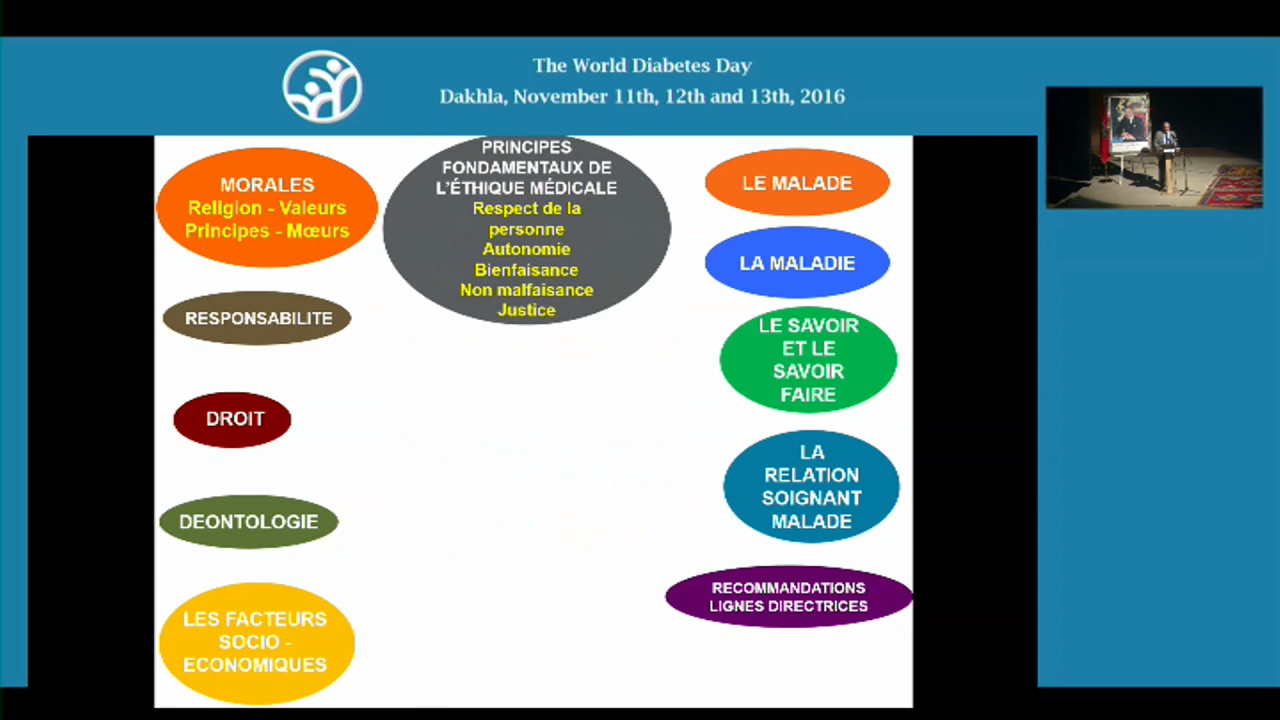 The World Diabetes Day
Dakhla, November 11th, 12th and 13th, 2016
MORALES
Religion - Valeurs
Principes - Mœurs
RESPONSABILITE
DROIT
DEONTOLOGIE
LES FACTEURS
SOCIO -
ECONOMIQUES
PRINCIPES
FONDAMENTAUX DE
L'ÉTHIQUE MÉDICALE
Respect de la
personne
Autonomie
Bienfaisance
Non malfaisance
Justice
LE MALADE
LA MALADIE
LE SAVOIR
ET LE
SAVOIR
FAIRE
LA
RELATION
SOIGNANT
MALADE
RECOMMANDATIONS
LIGNES DIRECTRICES